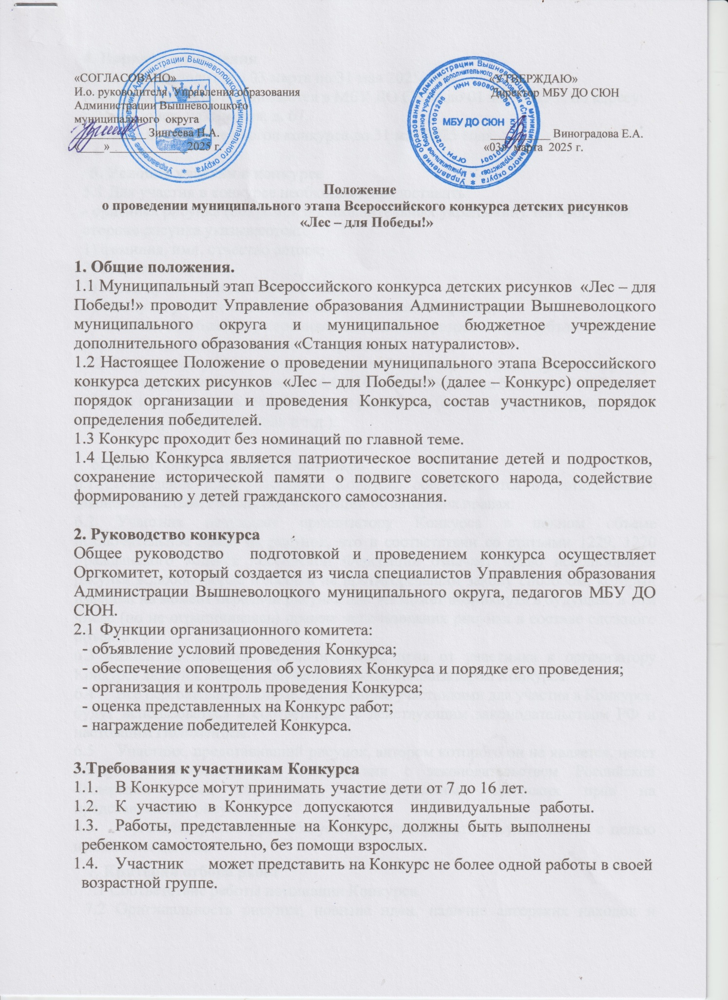 «СОГЛАСОВАНО»
И.о. руководителя Управления образования
Администрации Вышневолоцкого
муниципального округа
____________ Зингеева Н.А.
«____»____________2025 г.
«УТВЕРЖДАЮ»
Директор МБУ ДО СЮН
__________ Виноградова Е.А.
«03» марта 2025 г.
МБУ ДО СЮН
Положение
о проведении муниципального этапа Всероссийского конкурса детских рисунков
«Лес – для Победы!»
1. Общие положения.
1.1 Муниципальный этап Всероссийского конкурса детских рисунков «Лес – для
Победы!» проводит Управление образования Администрации Вышневолоцкого
муниципального округа и муниципальное бюджетное учреждение
дополнительного образования «Станция юных натуралистов».
1.2 Настоящее Положение о проведении муниципального этапа Всероссийского
конкурса детских рисунков «Лес – для Победы!» (далее – Конкурс) определяет
порядок организации и проведения Конкурса, состав участников, порядок
определения победителей.
1.3 Конкурс проходит без номинаций по главной теме.
1.4 Целью Конкурса является патриотическое воспитание детей и подростков,
сохранение исторической памяти о подвиге советского народа, содействие
формированию у детей гражданского самосознания.
2. Руководство конкурса
Общее руководство подготовкой и проведением конкурса осуществляет
Оргкомитет, который создается из числа специалистов Управления образования
Администрации Вышневолоцкого муниципального округа, педагогов МБУ ДО
СЮН.
2.1 Функции организационного комитета:
- объявление условий проведения Конкурса;
- обеспечение оповещения об условиях Конкурса и порядке его проведения;
- организация и контроль проведения Конкурса;
- оценка представленных на Конкурс работ;
- награждение победителей Конкурса.
3.Требования к участникам Конкурса
1.1. В Конкурсе могут принимать участие дети от 7 до 16 лет.
1.2. К участию в Конкурсе допускаются индивидуальные работы.
1.3. Работы, представленные на Конкурс, должны быть выполнены
ребенком самостоятельно, без помощи взрослых.
1.4. Участник может представить на Конкурс не более одной работы в своей
возрастной группе.